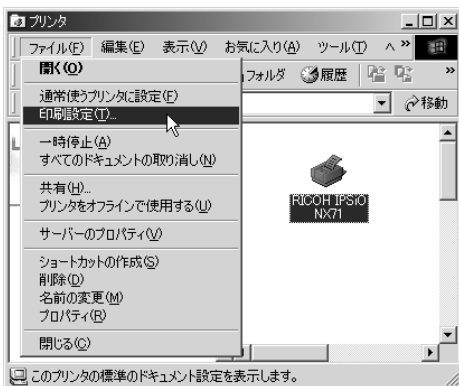 プリンタ
ファイル(F) 編集(E) 表示(V) お気に入り(A) ツール(T) »
開く(O)
通常使うプリンタに設定(F)
印刷設定(T)...
一時停止(A)
すべてのドキュメントの取り消し(N)
共有(H)...
プリンタをオフラインで使用する(U)
サーバーのプロパティ(V)
ショートカットの作成(S)
削除(D)
名前の変更(M)
プロパティ(R)
閉じる(C)
フォルダ 履歴 »
移動
RICOH IPSiO
NX71
このプリンタの標準のドキュメント設定を表示します。